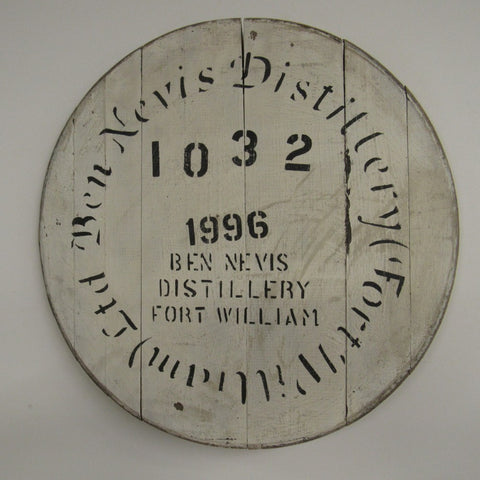 Ben Nevis Distillery (Fort William) Ltd
1032
1996
BEN NEVIS
DISTILLERY
FORT WILLIAM